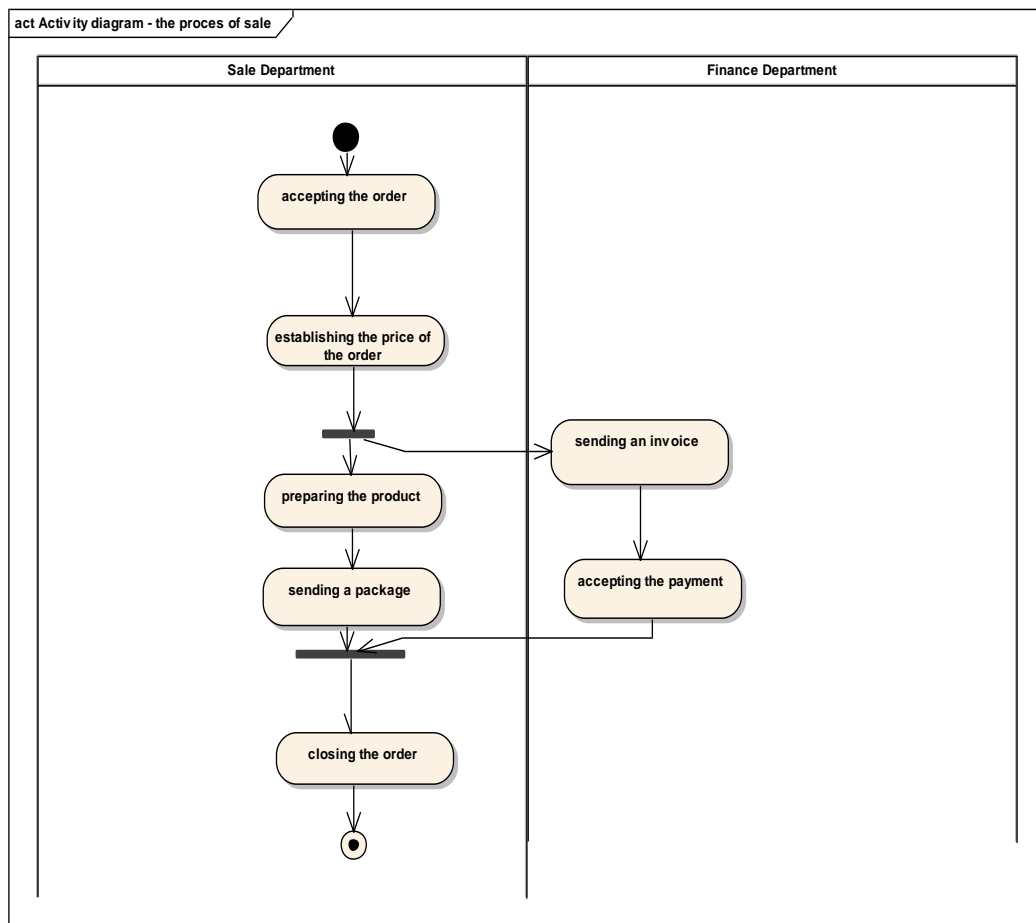 act Activity diagram - the proces of sale
Sale Department
Finance Department
accepting the order
establishing the price of
the order
sending an invoice
preparing the product
accepting the payment
sending a package
closing the order